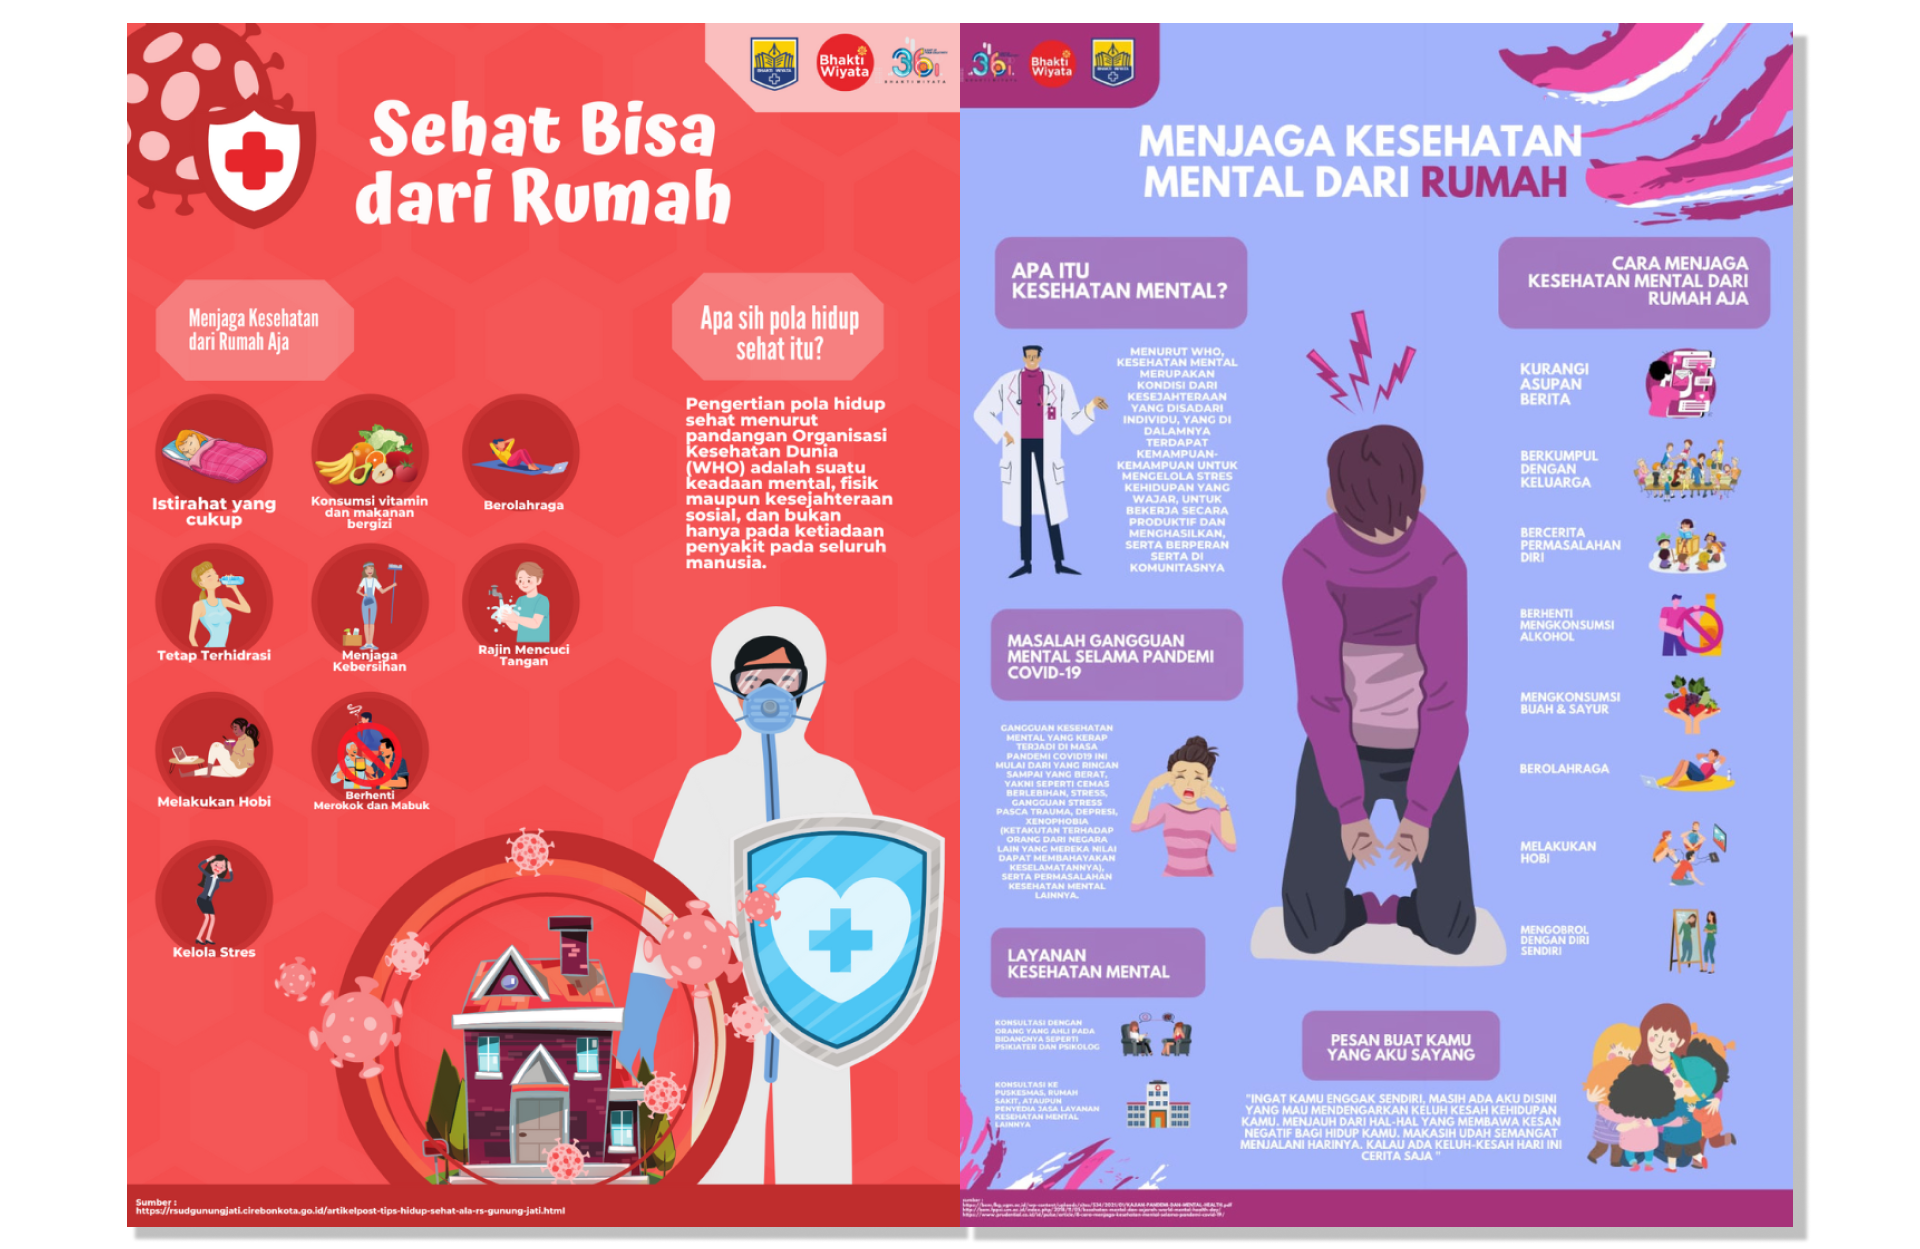 BHAKTI WIYATA
Bhakti
Wiyata
36
BHAKTI WIYATA
Sehat Bisa
dari Rumah
Menjaga Kesehatan
dari Rumah Aja
Istirahat yang
cukup
Konsumsi vitamin
dan makanan
bergizi
Berolahraga
Tetap Terhidrasi
Menjaga
Kebersihan
Rajin Mencuci
Tangan
Melakukan Hobi
Berhenti
Merokok dan Mabuk
Kelola Stres
Apa sih pola hidup
sehat itu?
Pengertian pola hidup
sehat menurut
pandangan Organisasi
Kesehatan Dunia
(WHO) adalah suatu
keadaan mental, fisik
maupun kesejahteraan
sosial, dan bukan
hanya pada ketiadaan
penyakit pada seluruh
manusia.
Sumber :
https://rsudgunungjati.cirebonkota.go.id/artikelpost-tips-hidup-sehat-ala-rs-gunung-jati.html
36
Bhakti
Wiyata
BHAKTI WIYATA
MENJAGA KESEHATAN
MENTAL DARI RUMAH
APA ITU
KESEHATAN MENTAL?
MENURUT WHO,
KESEHATAN MENTAL
MERUPAKAN
KONDISI DARI
KESEJAHTERAAN
YANG DISADARI
INDIVIDU, YANG DI
DALAMNYA
TERDAPAT
KEMAMPUAN-
KEMAMPUAN UNTUK
MENGELOLA STRES
KEHIDUPAN YANG
WAJAR, UNTUK
BEKERJA SECARA
PRODUKTIF DAN
MENGHASILKAN,
SERTA BERPERAN
SERTA DI
KOMUNITASNYA
MASALAH GANGGUAN
MENTAL SELAMA PANDEMI
COVID-19
GANGGUAN KESEHATAN
MENTAL YANG KERAP
TERJADI DI MASA
PANDEMI COVID19 INI
MULAI DARI YANG RINGAN
SAMPAI YANG BERAT,
YAKNI SEPERTI CEMAS
BERLEBIHAN, STRESS,
GANGGUAN STRESS
PASCA TRAUMA, DEPRESI,
XENOPHOBIA
(KETAKUTAN TERHADAP
ORANG DARI NEGARA
LAIN YANG MEREKA NILAI
DAPAT MEMBAHAYAKAN
KESELAMATANNYA),
SERTA PERMASALAHAN
KESEHATAN MENTAL
LAINNYA.
LAYANAN
KESEHATAN MENTAL
KONSULTASI DENGAN
ORANG YANG AHLI PADA
BIDANGNYA SEPERTI
PSIKIATER DAN PSIKOLOG
KONSULTASI KE
PUSKESMAS, RUMAH
SAKIT, ATAUPUN
PENYEDIA JASA LAYANAN
KESEHATAN MENTAL
LAINNYA
CARA MENJAGA
KESEHATAN MENTAL DARI
RUMAH AJA
KURANGI
ASUPAN
BERITA
BERKUMPUL
DENGAN
KELUARGA
BERCERITA
PERMASALAHAN
DIRI
BERHENTI
MENGKONSUMSI
ALKOHOL
MENGKONSUMSI
BUAH & SAYUR
BEROLAHRAGA
MELAKUKAN
HOBI
MENGOBROL
DENGAN DIRI
SENDIRI
PESAN BUAT KAMU
YANG AKU SAYANG
"INGAT KAMU ENGGAK SENDIRI, MASIH ADA AKU DISINI
YANG MAU MENDENGARKAN KELUH KESAH KEHIDUPAN
KAMU. MENJAUH DARI HAL-HAL YANG MEMBAWA KESAN
NEGATIF BAGI HIDUP KAMU. MAKASIH UDAH SEMANGAT
MENJALANI HARINYA. KALAU ADA KELUH-KESAH HARI INI
CERITA SAJA "
sumber :